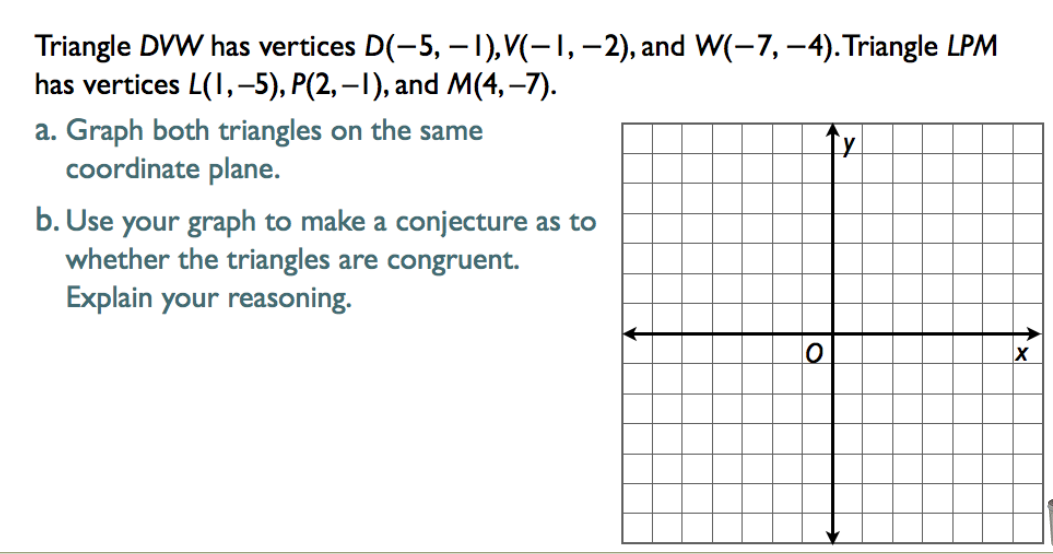 Triangle DVW has vertices D(−5, −1), V(−1, −2), and W(−7, −4). Triangle LPM
has vertices L(1, –5), P(2, –1), and M(4, –7).
a. Graph both triangles on the same
coordinate plane.
b. Use your graph to make a conjecture as to
whether the triangles are congruent.
Explain your reasoning.
y
O
x